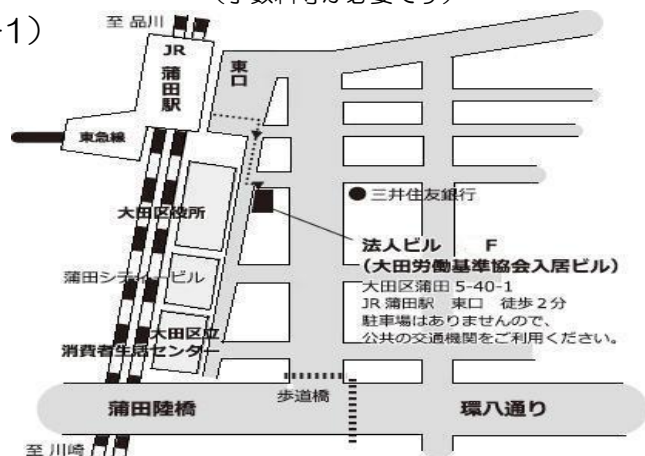 至 品川
-1)
JR
蒲田駅
東口
東急線
大田区役所
●三井住友銀行
法人ビル F
(大田労働基準協会入居ビル)
大田区蒲田 5-40-1
JR 蒲田駅 東口 徒歩 2 分
駐車場はありませんので、
公共の交通機関をご利用ください。
蒲田シティービル
大田区立
消費者生活センター
歩道橋
蒲田陸橋
環八通り
至 川崎